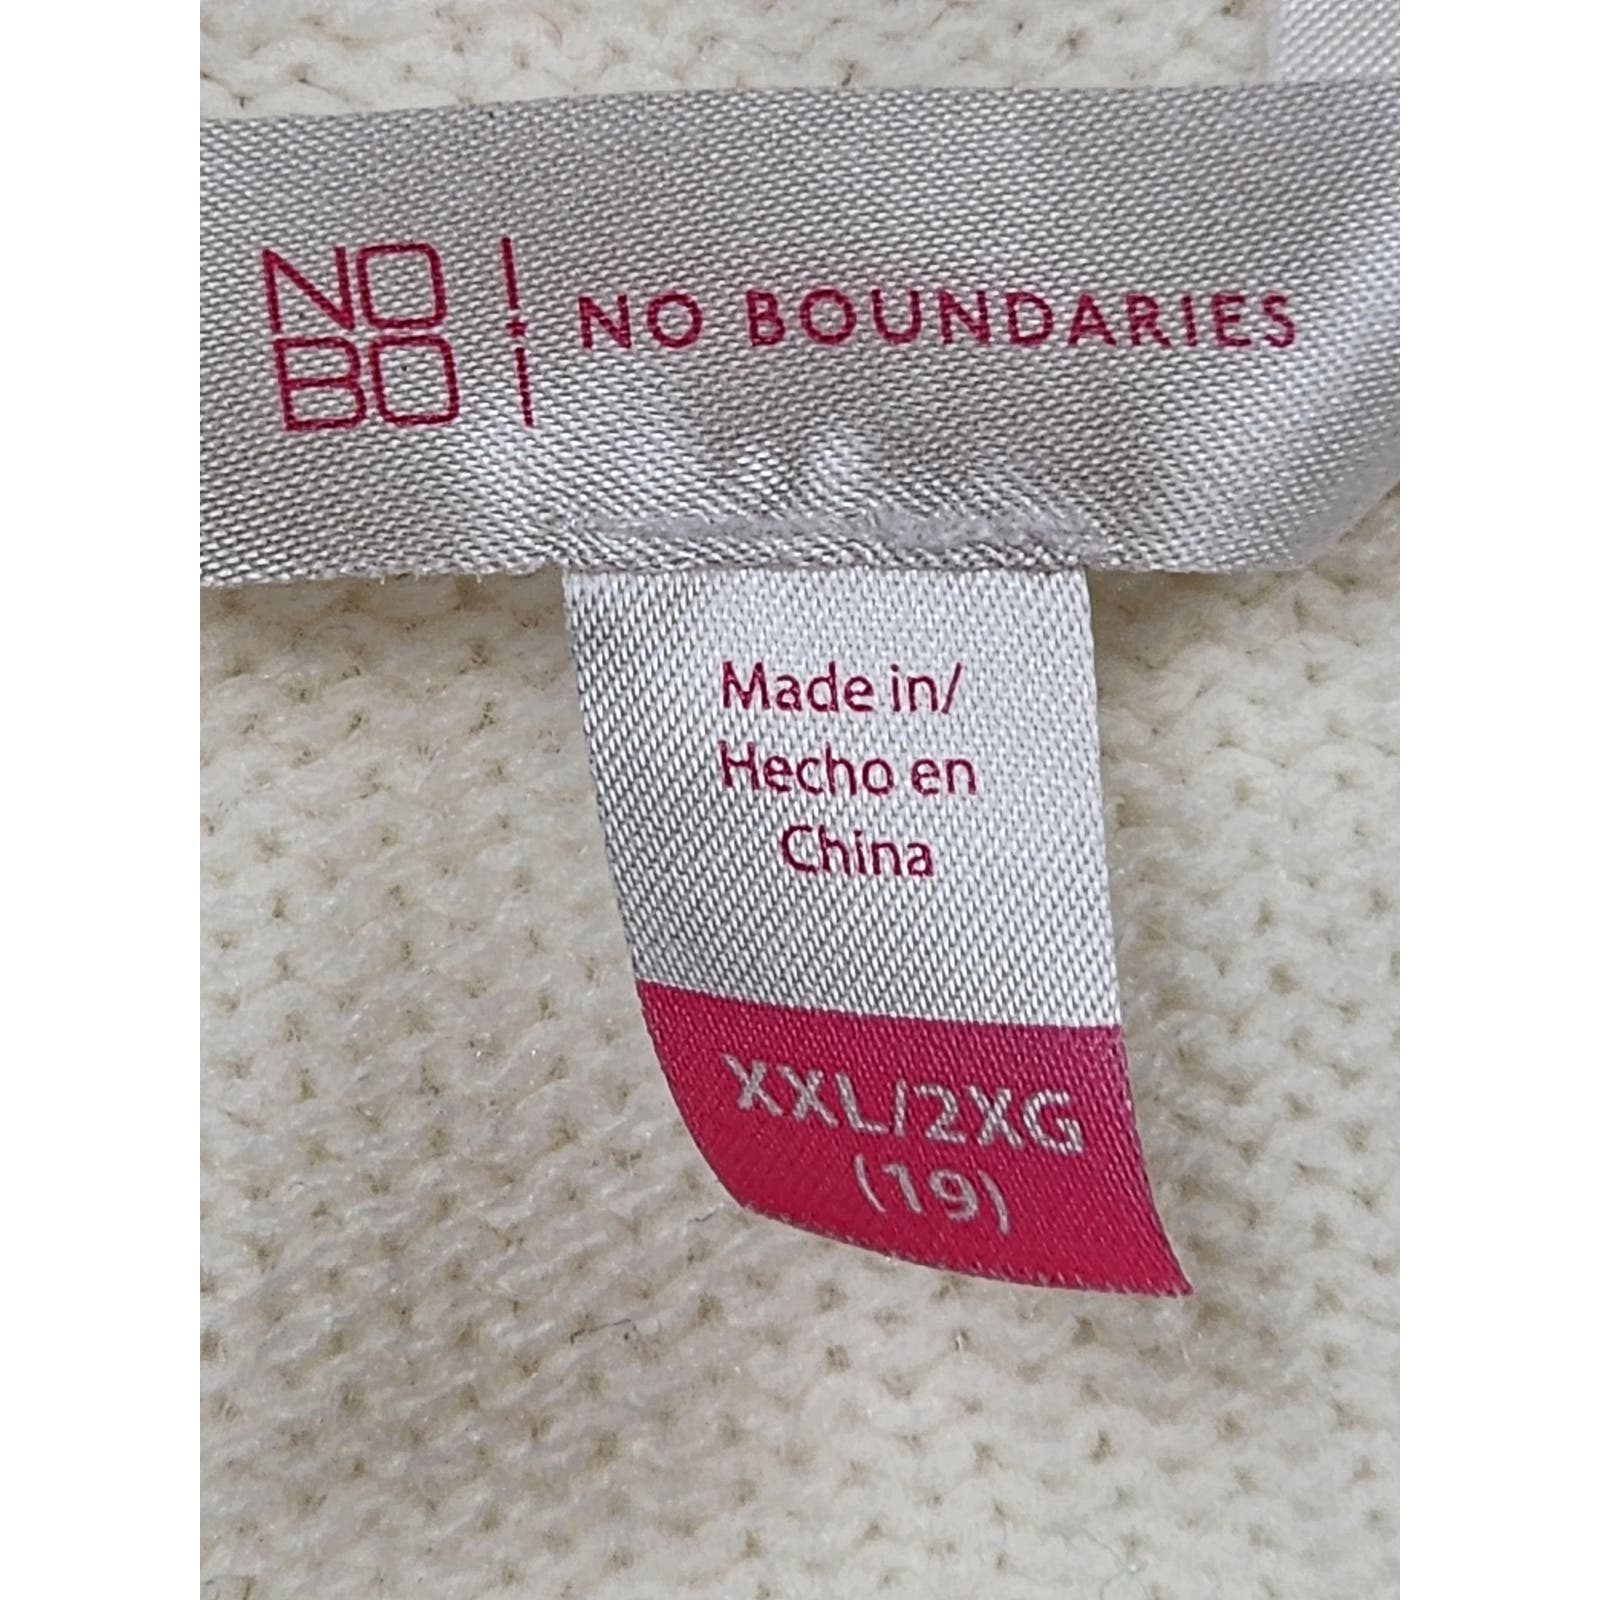 NO
BO
NO BOUNDARIES
Made in/
Hecho en
China
XXL/2XG
(19)